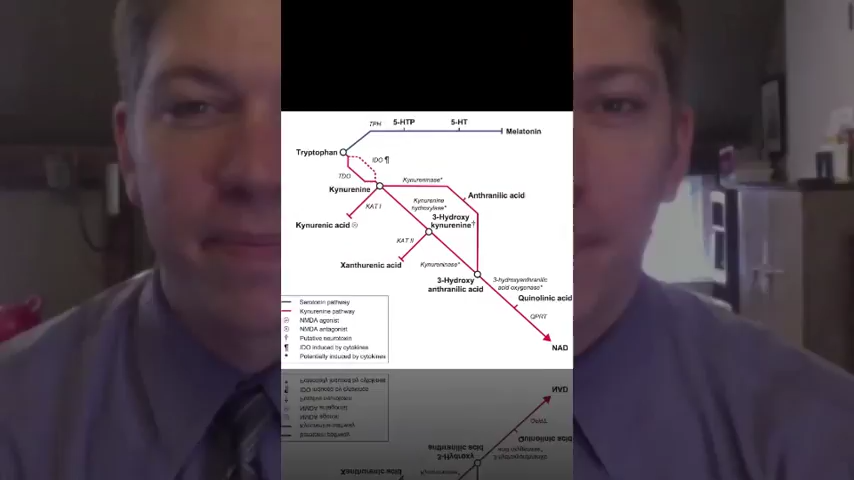 TPH
5-HTP
5-HT
Melatonin
Tryptophan
IDO ¶
TDO
Kynurenine
Kynureninase*
Anthranilic acid
KAT I
Kynurenine
hydroxylase*
3-Hydroxy
kynurenine†
Kynurenic acid
KAT II
Xanthurenic acid
Kynureninase*
3-Hydroxy
anthranilic acid
3-hydroxyanthranilic
acid oxygenase*
Quinolinic acid
QPRT
NAD
Serotonin pathway
Kynurenine pathway
NMDA agonist
NMDA antagonist
† Putative neurotoxin
¶ IDO induced by cytokines
* Potentially induced by cytokines